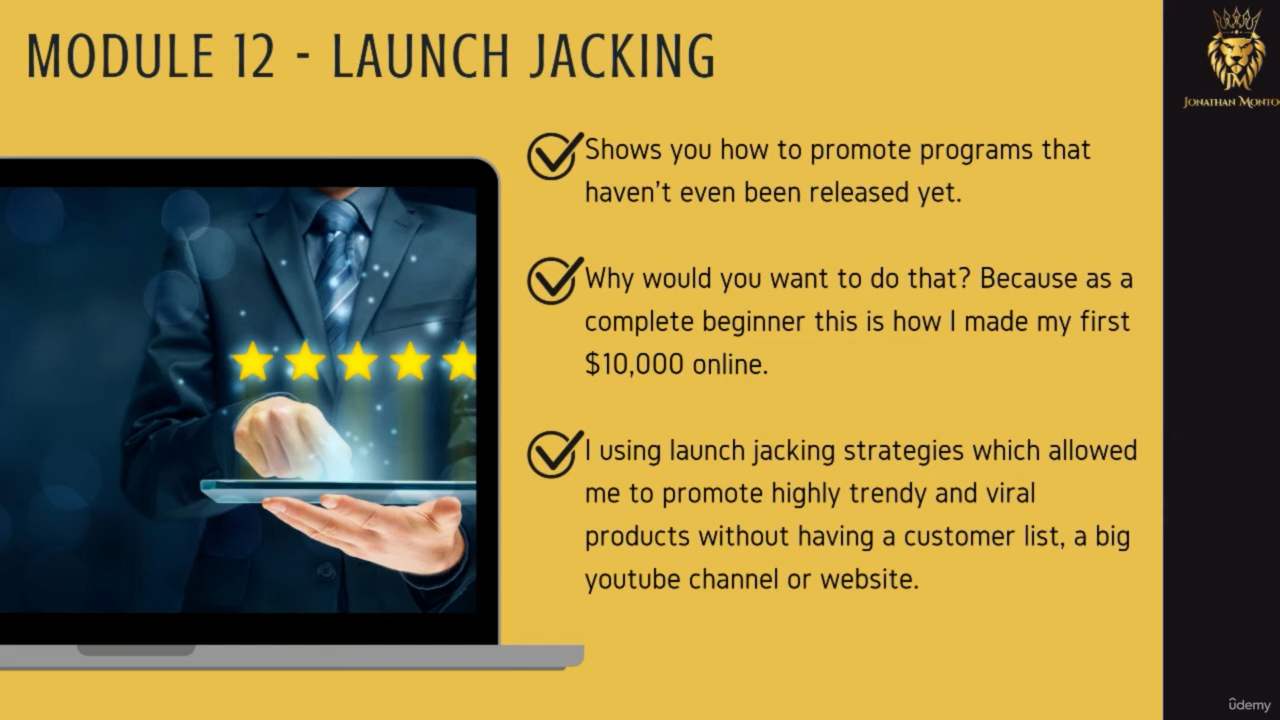 MODULE 12 - LAUNCH JACKING
JM
JONATHAN MONTO
Shows you how to promote programs that
haven't even been released yet.
Why would you want to do that? Because as a
complete beginner this is how I made my first
$10,000 online.
I using launch jacking strategies which allowed
me to promote highly trendy and viral
products without having a customer list, a big
youtube channel or website.
ûdemy